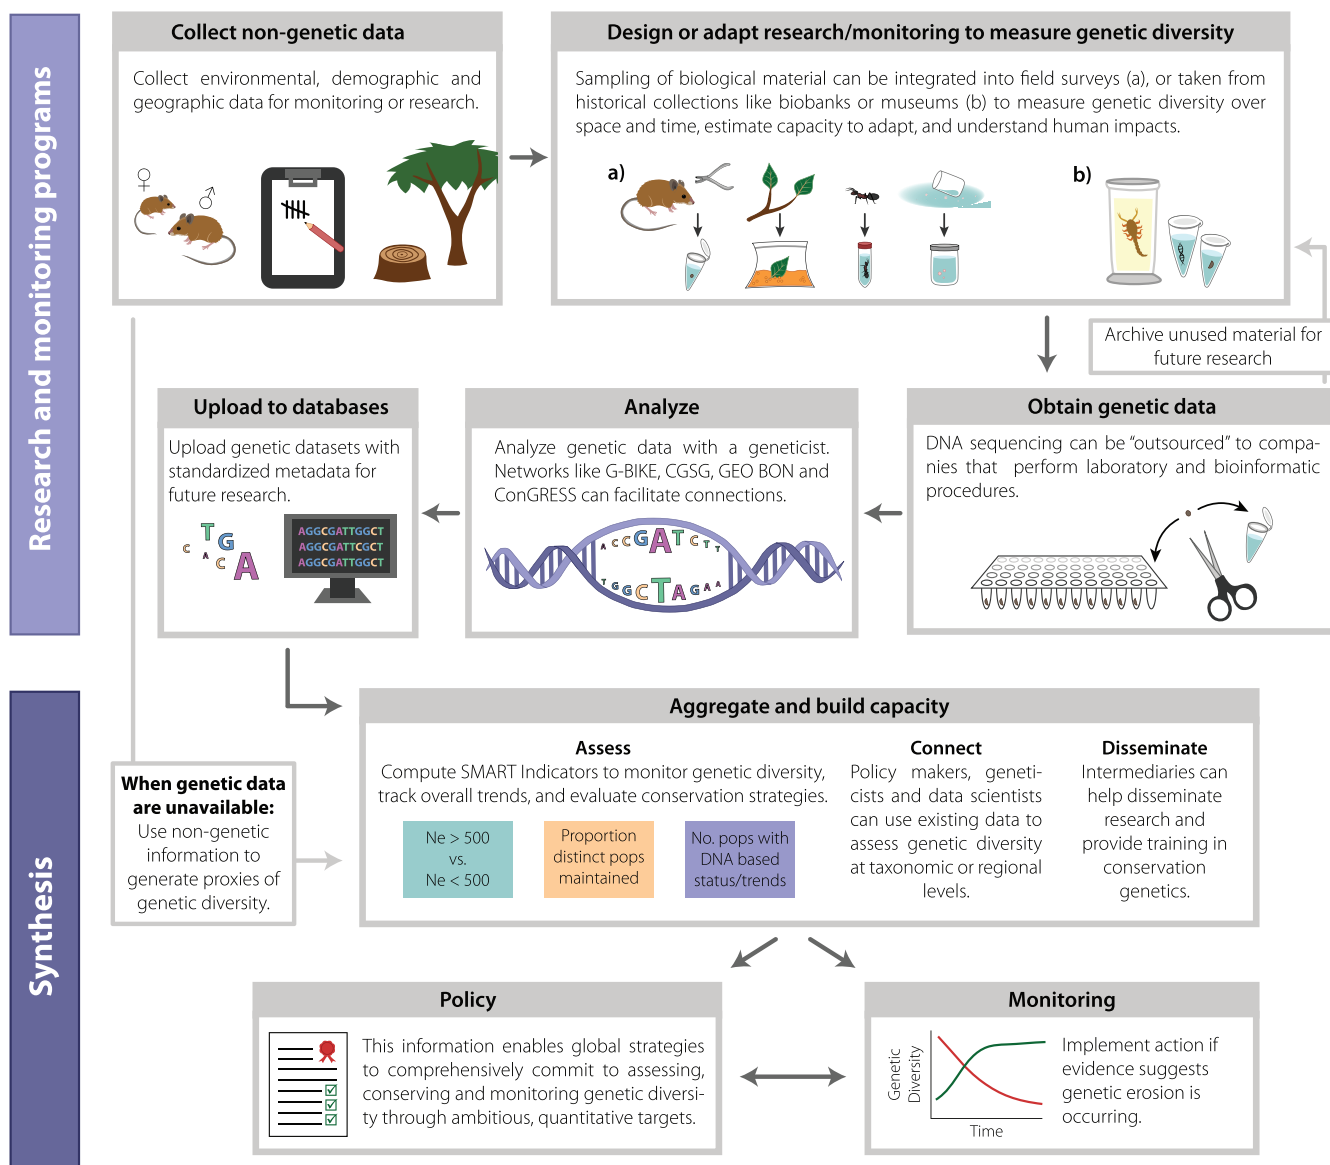 Research and monitoring programs
Collect non-genetic data
Collect environmental, demographic and
geographic data for monitoring or research.
Design or adapt research/monitoring to measure genetic diversity
Sampling of biological material can be integrated into field surveys (a), or taken from
historical collections like biobanks or museums (b) to measure genetic diversity over
space and time, estimate capacity to adapt, and understand human impacts.
a)
b)
Archive unused material for
future research
Obtain genetic data
DNA sequencing can be “outsourced” to compa-
nies that perform laboratory and bioinformatic
procedures.
Analyze
Analyze genetic data with a geneticist.
Networks like G-BIKE, CGSG, GEO BON and
ConGRESS can facilitate connections.
A C C G A T C T T
T G G C T A G A A
Upload to databases
Upload genetic datasets with
standardized metadata for
future research.
C T A G C A
AGGCGATTGGCT
AGGCGATTCGCT
AGGCGATTGGCT
Synthesis
When genetic data
are unavailable:
Use non-genetic
information to
generate proxies of
genetic diversity.
Aggregate and build capacity
Assess
Compute SMART Indicators to monitor genetic diversity,
track overall trends, and evaluate conservation strategies.
Ne > 500
vs.
Ne < 500
Proportion
distinct pops
maintained
No. pops with
DNA based
status/trends
Connect
Policy makers, geneti-
cists and data scientists
can use existing data to
assess genetic diversity
at taxonomic or regional
levels.
Disseminate
Intermediaries can
help disseminate
research and
provide training in
conservation
genetics.
Policy
This information enables global strategies
to comprehensively commit to assessing,
conserving and monitoring genetic diversi-
ity through ambitious, quantitative targets.
Monitoring
Genetic
Diversity
Time
Implement action if
evidence suggests
genetic erosion is
occurring.